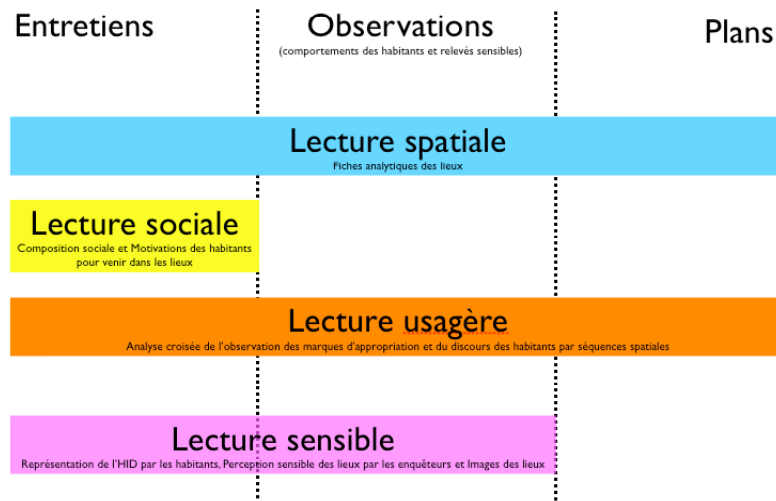 Entretiens
Observations
(comportements des habitants et relevés sensibles)
Plans
Lecture spatiale
Fiches analytiques des lieux
Lecture sociale
Composition sociale et Motivations des habitants
pour venir dans les lieux
Lecture usagère
Analyse croisée de l'observation des marques d'appropriation et du discours des habitants par séquences spatiales
Lecture sensible
Représentation de l'HID par les habitants, Perception sensible des lieux par les enquêteurs et Images des lieux